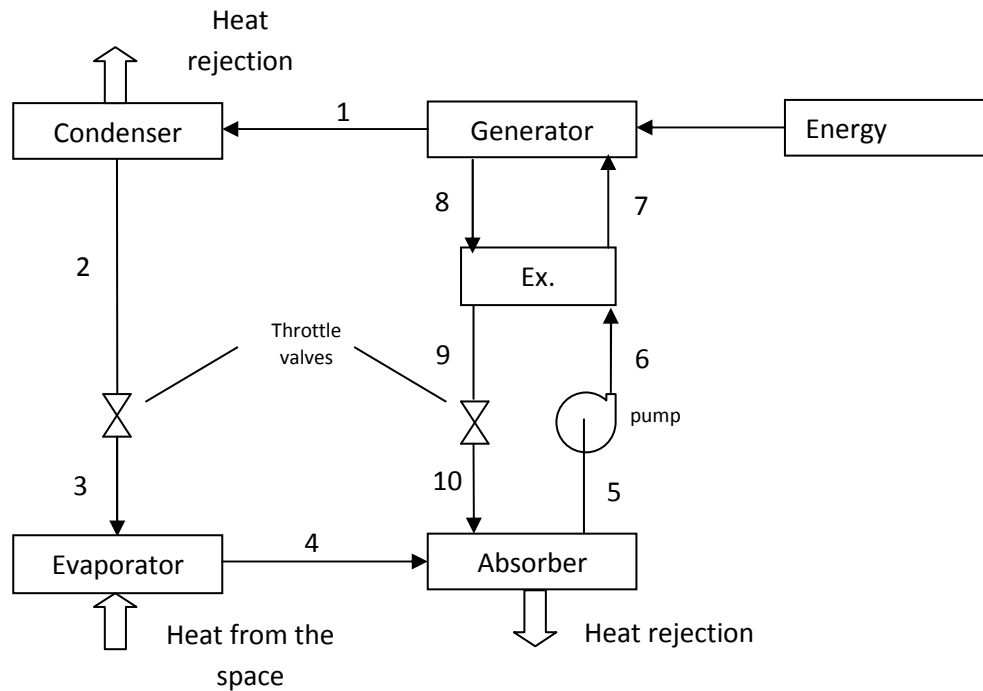 Heat
rejection
Condenser
1
Generator
Energy
8
7
2
Ex.
Throttle
valves
9
6
pump
3
10
5
Evaporator
4
Absorber
Heat from the
space
Heat rejection